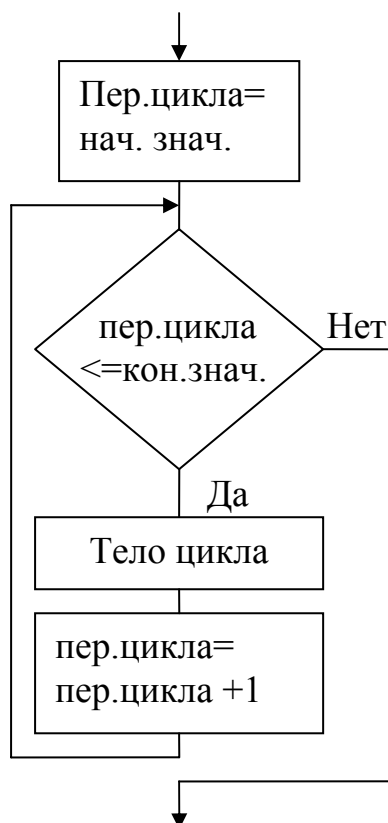 Пер.цикла=
нач. знач.
пер.цикла
<=кон.знач.
Нет
Да
Тело цикла
пер.цикла=
пер.цикла +1